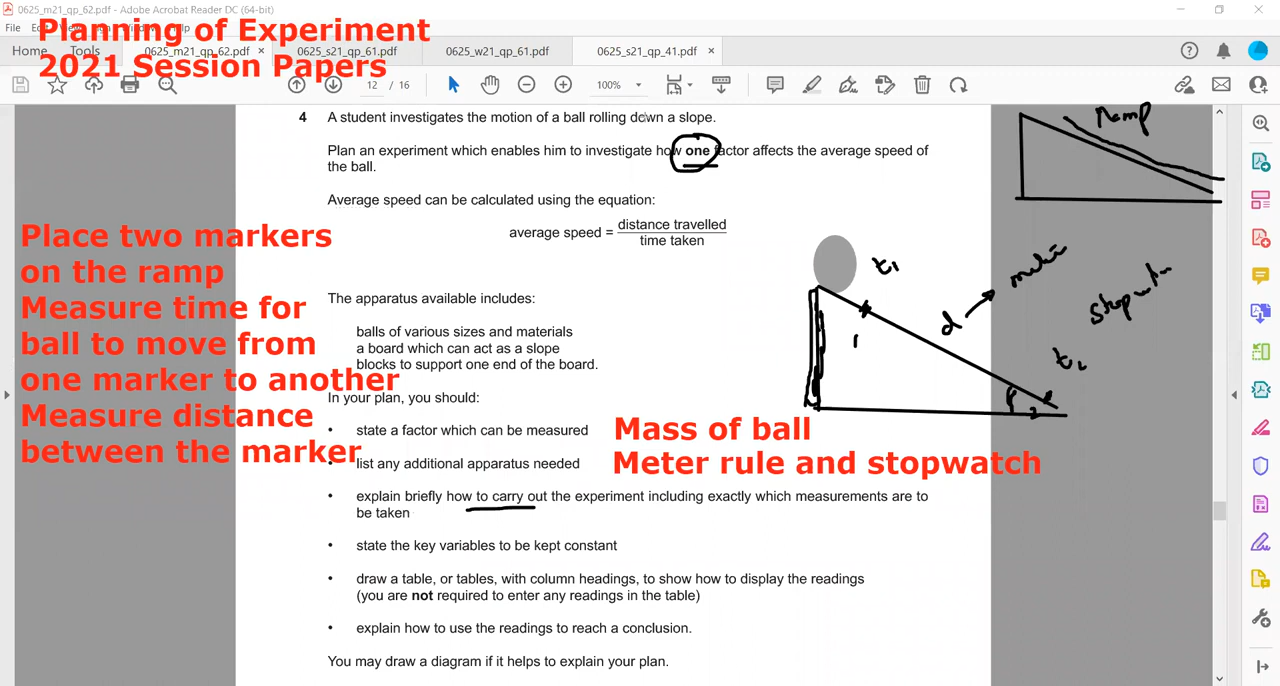 0625_m21_qp_62.pdf - Adobe Acrobat Reader DC (64-bit)
Planning of Experiment
2021 Session Papers
Home Tools 0625_m21_qp_62.pdf × 0625_s21_qp_61.pdf 0625_w21_qp_61.pdf 0625_s21_qp_41.pdf ×
12 / 16 100%
4 A student investigates the motion of a ball rolling down a slope.
Plan an experiment which enables him to investigate how one factor affects the average speed of
the ball.
Average speed can be calculated using the equation:
average speed = distance travelled
time taken
The apparatus available includes:
balls of various sizes and materials
a board which can act as a slope
blocks to support one end of the board.
In your plan, you should:
• state a factor which can be measured
• list any additional apparatus needed
• explain briefly how to carry out the experiment including exactly which measurements are to
be taken
• state the key variables to be kept constant
• draw a table, or tables, with column headings, to show how to display the readings
(you are not required to enter any readings in the table)
• explain how to use the readings to reach a conclusion.
You may draw a diagram if it helps to explain your plan.
Place two markers
on the ramp
Measure time for
ball to move from
one marker to another
Measure distance
between the marker
Mass of ball
Meter rule and stopwatch
Ramp
t1
d
t2
1
2